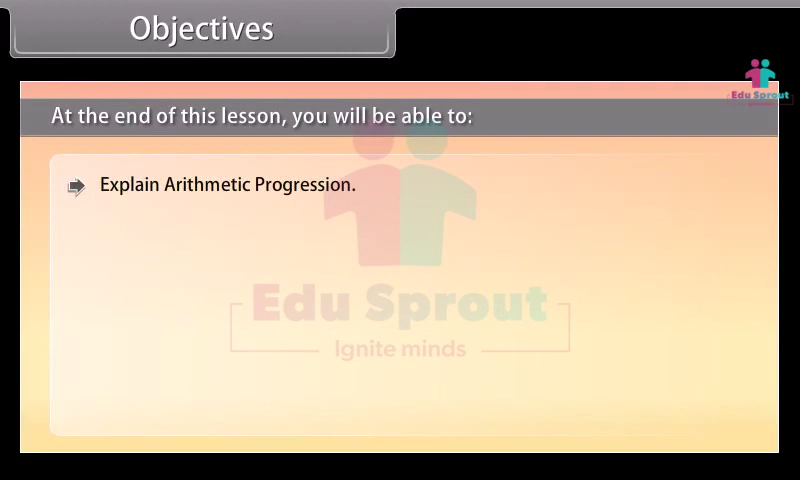 Objectives
Edu Sprout
At the end of this lesson, you will be able to:
Explain Arithmetic Progression.
Edu Sprout
Ignite minds